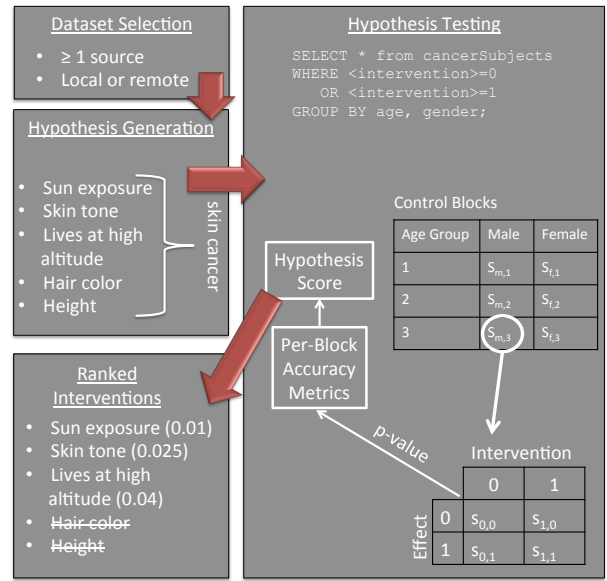 Dataset Selection
• ≥ 1 source
• Local or remote
Hypothesis Generation
• Sun exposure
• Skin tone
• Lives at high
altitude
• Hair color
• Height
skin cancer
Ranked
Interventions
• Sun exposure (0.01)
• Skin tone (0.025)
• Lives at high
altitude (0.04)
• Hair color
• Height
Hypothesis Testing
SELECT * from cancerSubjects
WHERE <intervention>=0
OR <intervention>=1
GROUP BY age, gender;
Control Blocks
Age Group Male Female
1 Sm,1 Sf,1
2 Sm,2 Sf,2
3 Sm,3 Sf,3
Hypothesis
Score
Per-Block
Accuracy
Metrics
p-value
Intervention
0 1
Effect
0 s0,0 s1,0
1 s0,1 s1,1